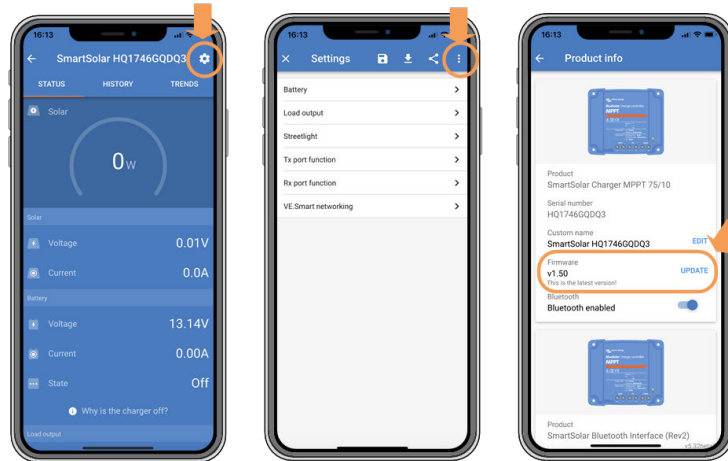 16:13
SmartSolar HQ1746GQDQ3
STATUS HISTORY TRENDS
Solar
0W
Solar
Voltage 0.01V
Current 0.0A
Battery
Voltage 13.14V
Current 0.00A
State Off
Why is the charger off?
Load output
16:13
Settings
Battery
Load output
Streetlight
Tx port function
Rx port function
VE.Smart networking
16:13
Product info
MPPT
Product
SmartSolar Charger MPPT 75/10
Serial number
HQ1746GQDQ3
Custom name
SmartSolar HQ1746GQDQ3 EDIT
Firmware
v1.50 UPDATE
This is the latest version!
Bluetooth
Bluetooth enabled
MPPT
Product
SmartSolar Bluetooth Interface (Rev2)